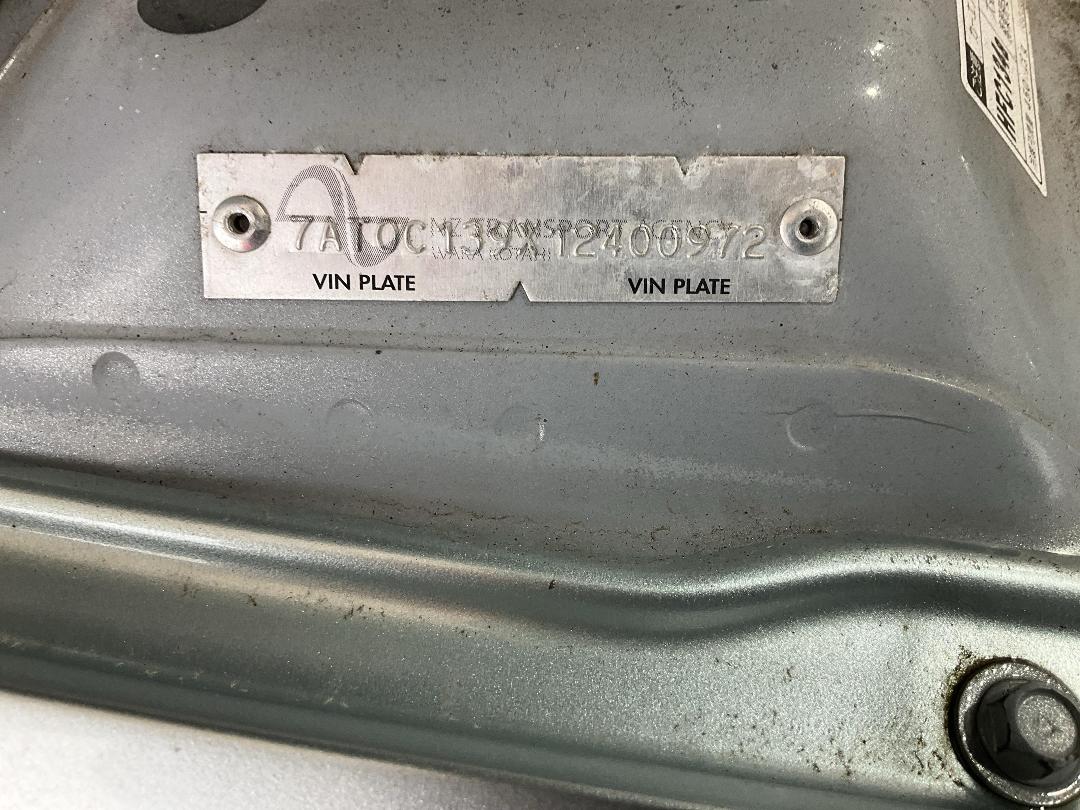 7AT0C139X12400972
NZ TRANSPORT AGENCY
WAKA KOTAHI
VIN PLATE VIN PLATE